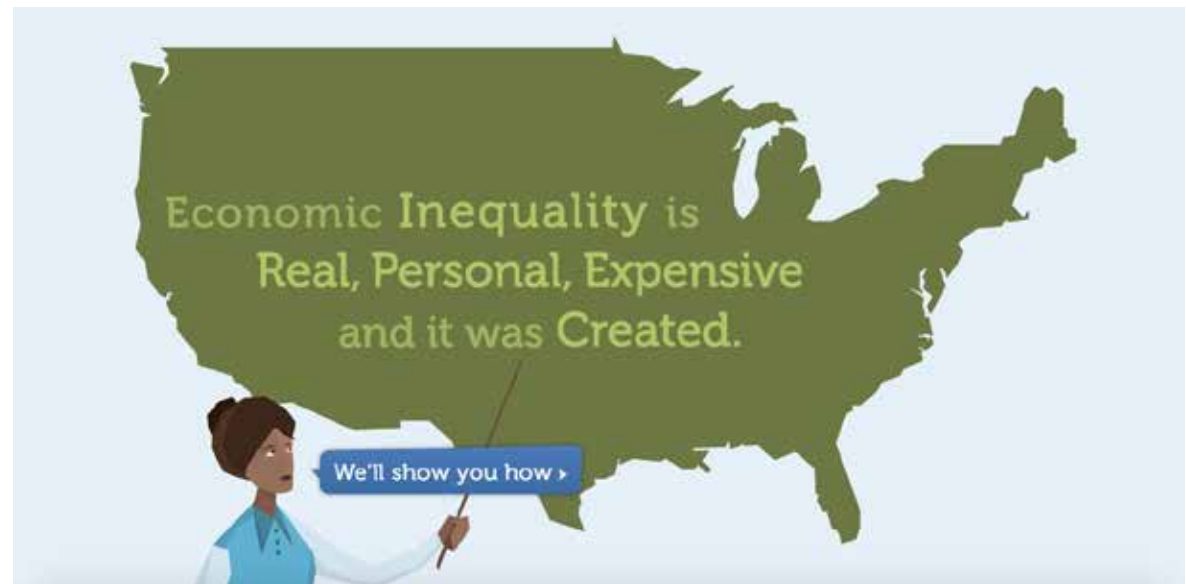 Economic Inequality is
Real, Personal, Expensive
and it was Created.
We'll show you how ›